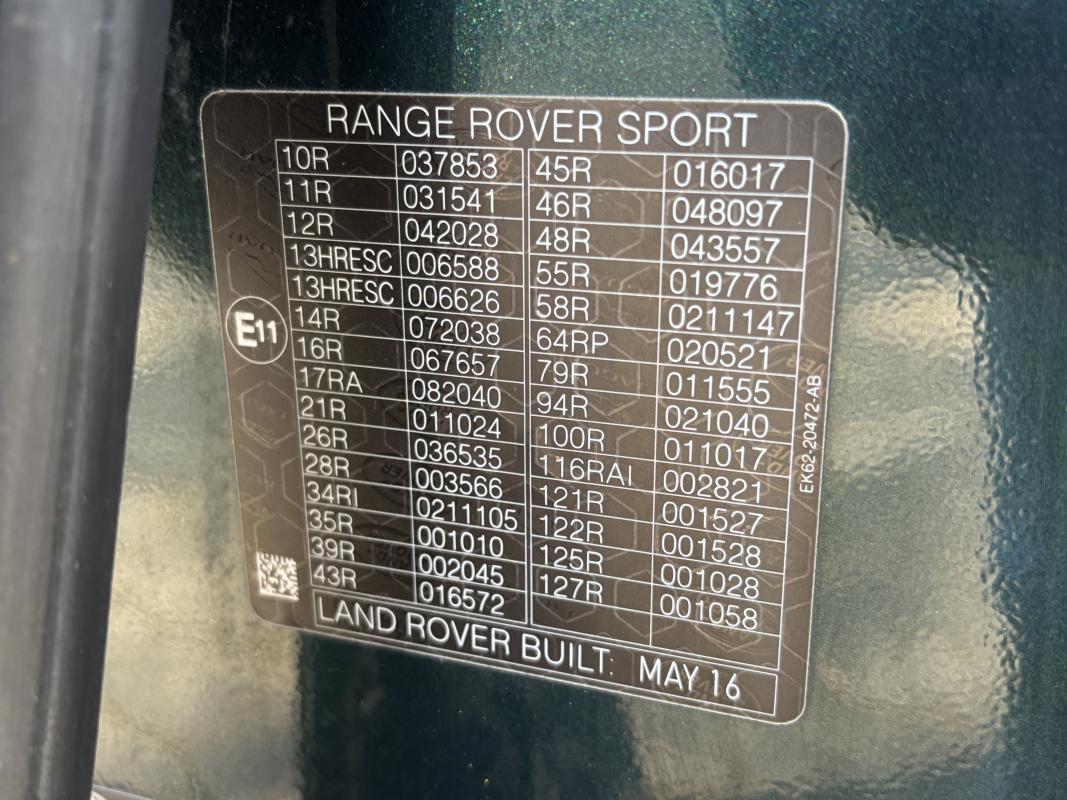 RANGE ROVER SPORT
10R 037853 45R 016017
11R 031541 46R 048097
12R 042028 48R 043557
13HRESC 006588 55R 019776
13HRESC 006626 58R 0211147
14R 072038 64RP 020521
16R 067657 79R 011555
17RA 082040 94R 021040
21R 011024 100R 011017
26R 036535 116RAI 002821
28R 003566 121R 001527
34RI 0211105 122R 001528
35R 001010 125R 001028
39R 002045 127R 001058
43R 016572
E11
EK62-20472-AB
LAND ROVER BUILT: MAY 16